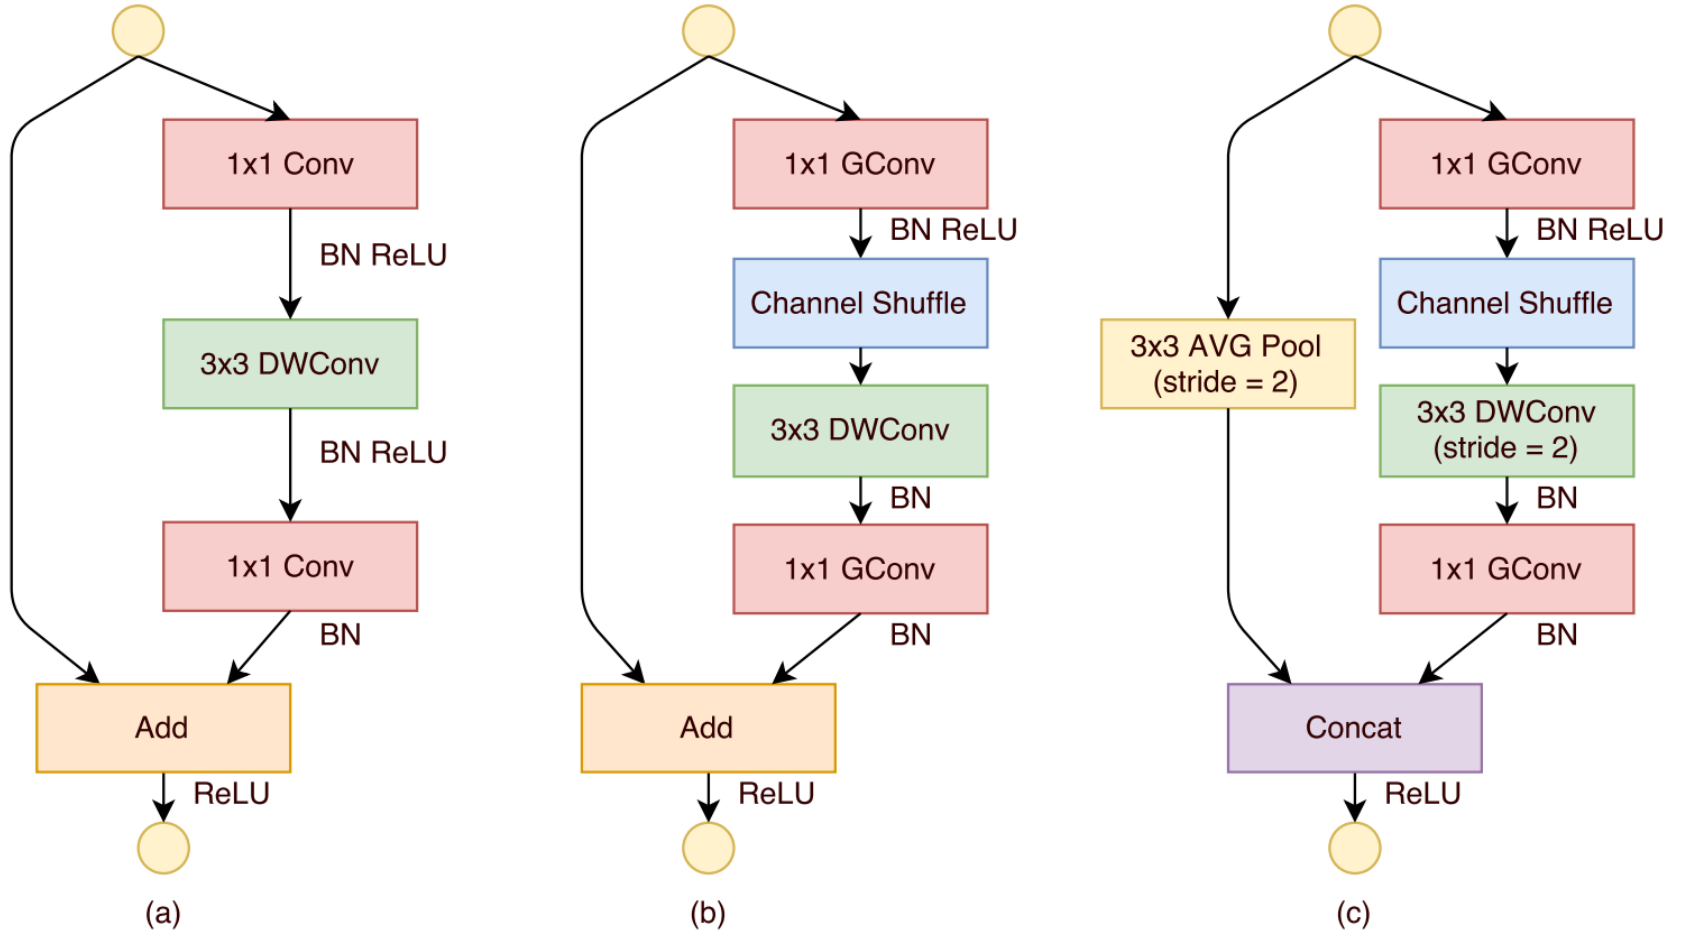 1x1 Conv
BN ReLU
3x3 DWConv
BN ReLU
1x1 Conv
BN
Add
ReLU
(a)
1x1 GConv
BN ReLU
Channel Shuffle
3x3 DWConv
BN
1x1 GConv
BN
Add
ReLU
(b)
1x1 GConv
BN ReLU
Channel Shuffle
3x3 AVG Pool
(stride = 2)
3x3 DWConv
(stride = 2)
BN
1x1 GConv
BN
Concat
ReLU
(c)